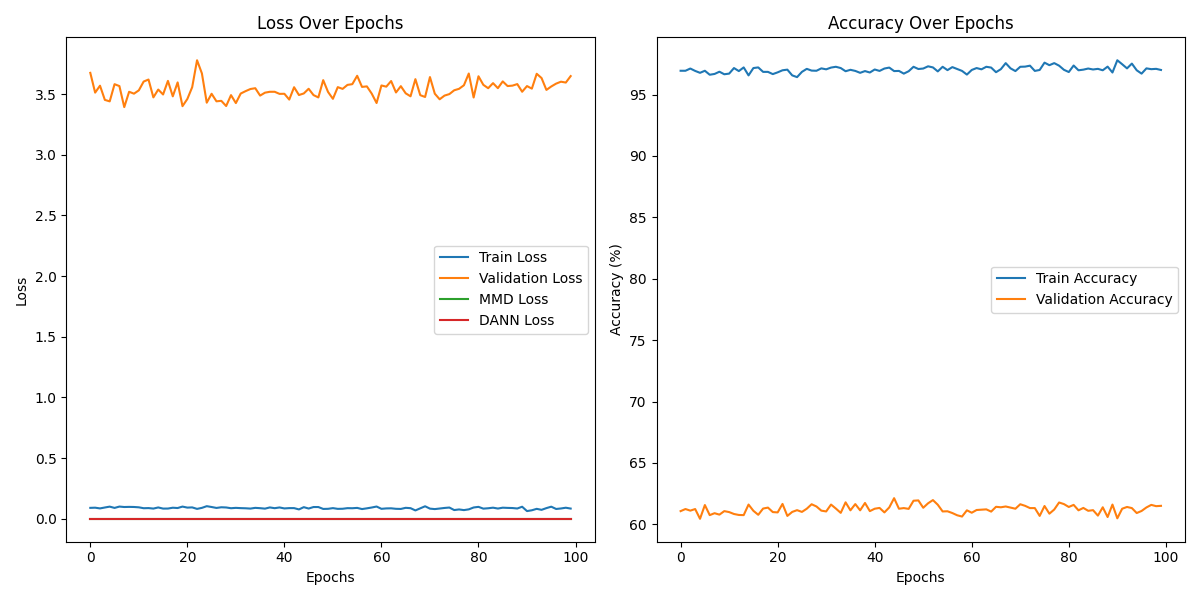 Loss Over Epochs
3.5
3.0
2.5
2.0
1.5
1.0
0.5
0.0
Loss
0 20 40 60 80 100
Epochs
Train Loss
Validation Loss
MMD Loss
DANN Loss
Accuracy Over Epochs
95
90
85
80
75
70
65
60
Accuracy (%)
0 20 40 60 80 100
Epochs
Train Accuracy
Validation Accuracy